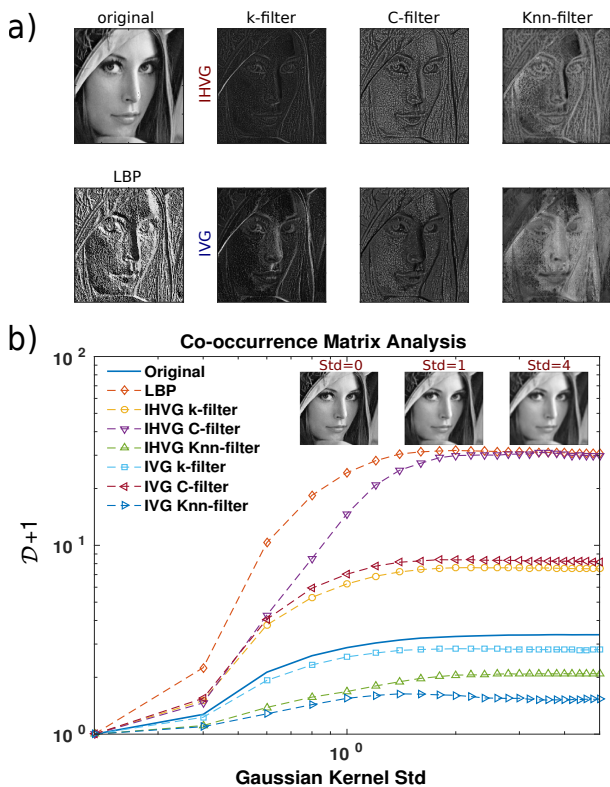 a)
original
k-filter
C-filter
Knn-filter
IHVG
LBP
IVG
b)
Co-occurrence Matrix Analysis
10 2
10 1
10 0
𝒟+1
Original
LBP
IHVG k-filter
IHVG C-filter
IHVG Knn-filter
IVG k-filter
IVG C-filter
IVG Knn-filter
Std=0
Std=1
Std=4
10 0
Gaussian Kernel Std